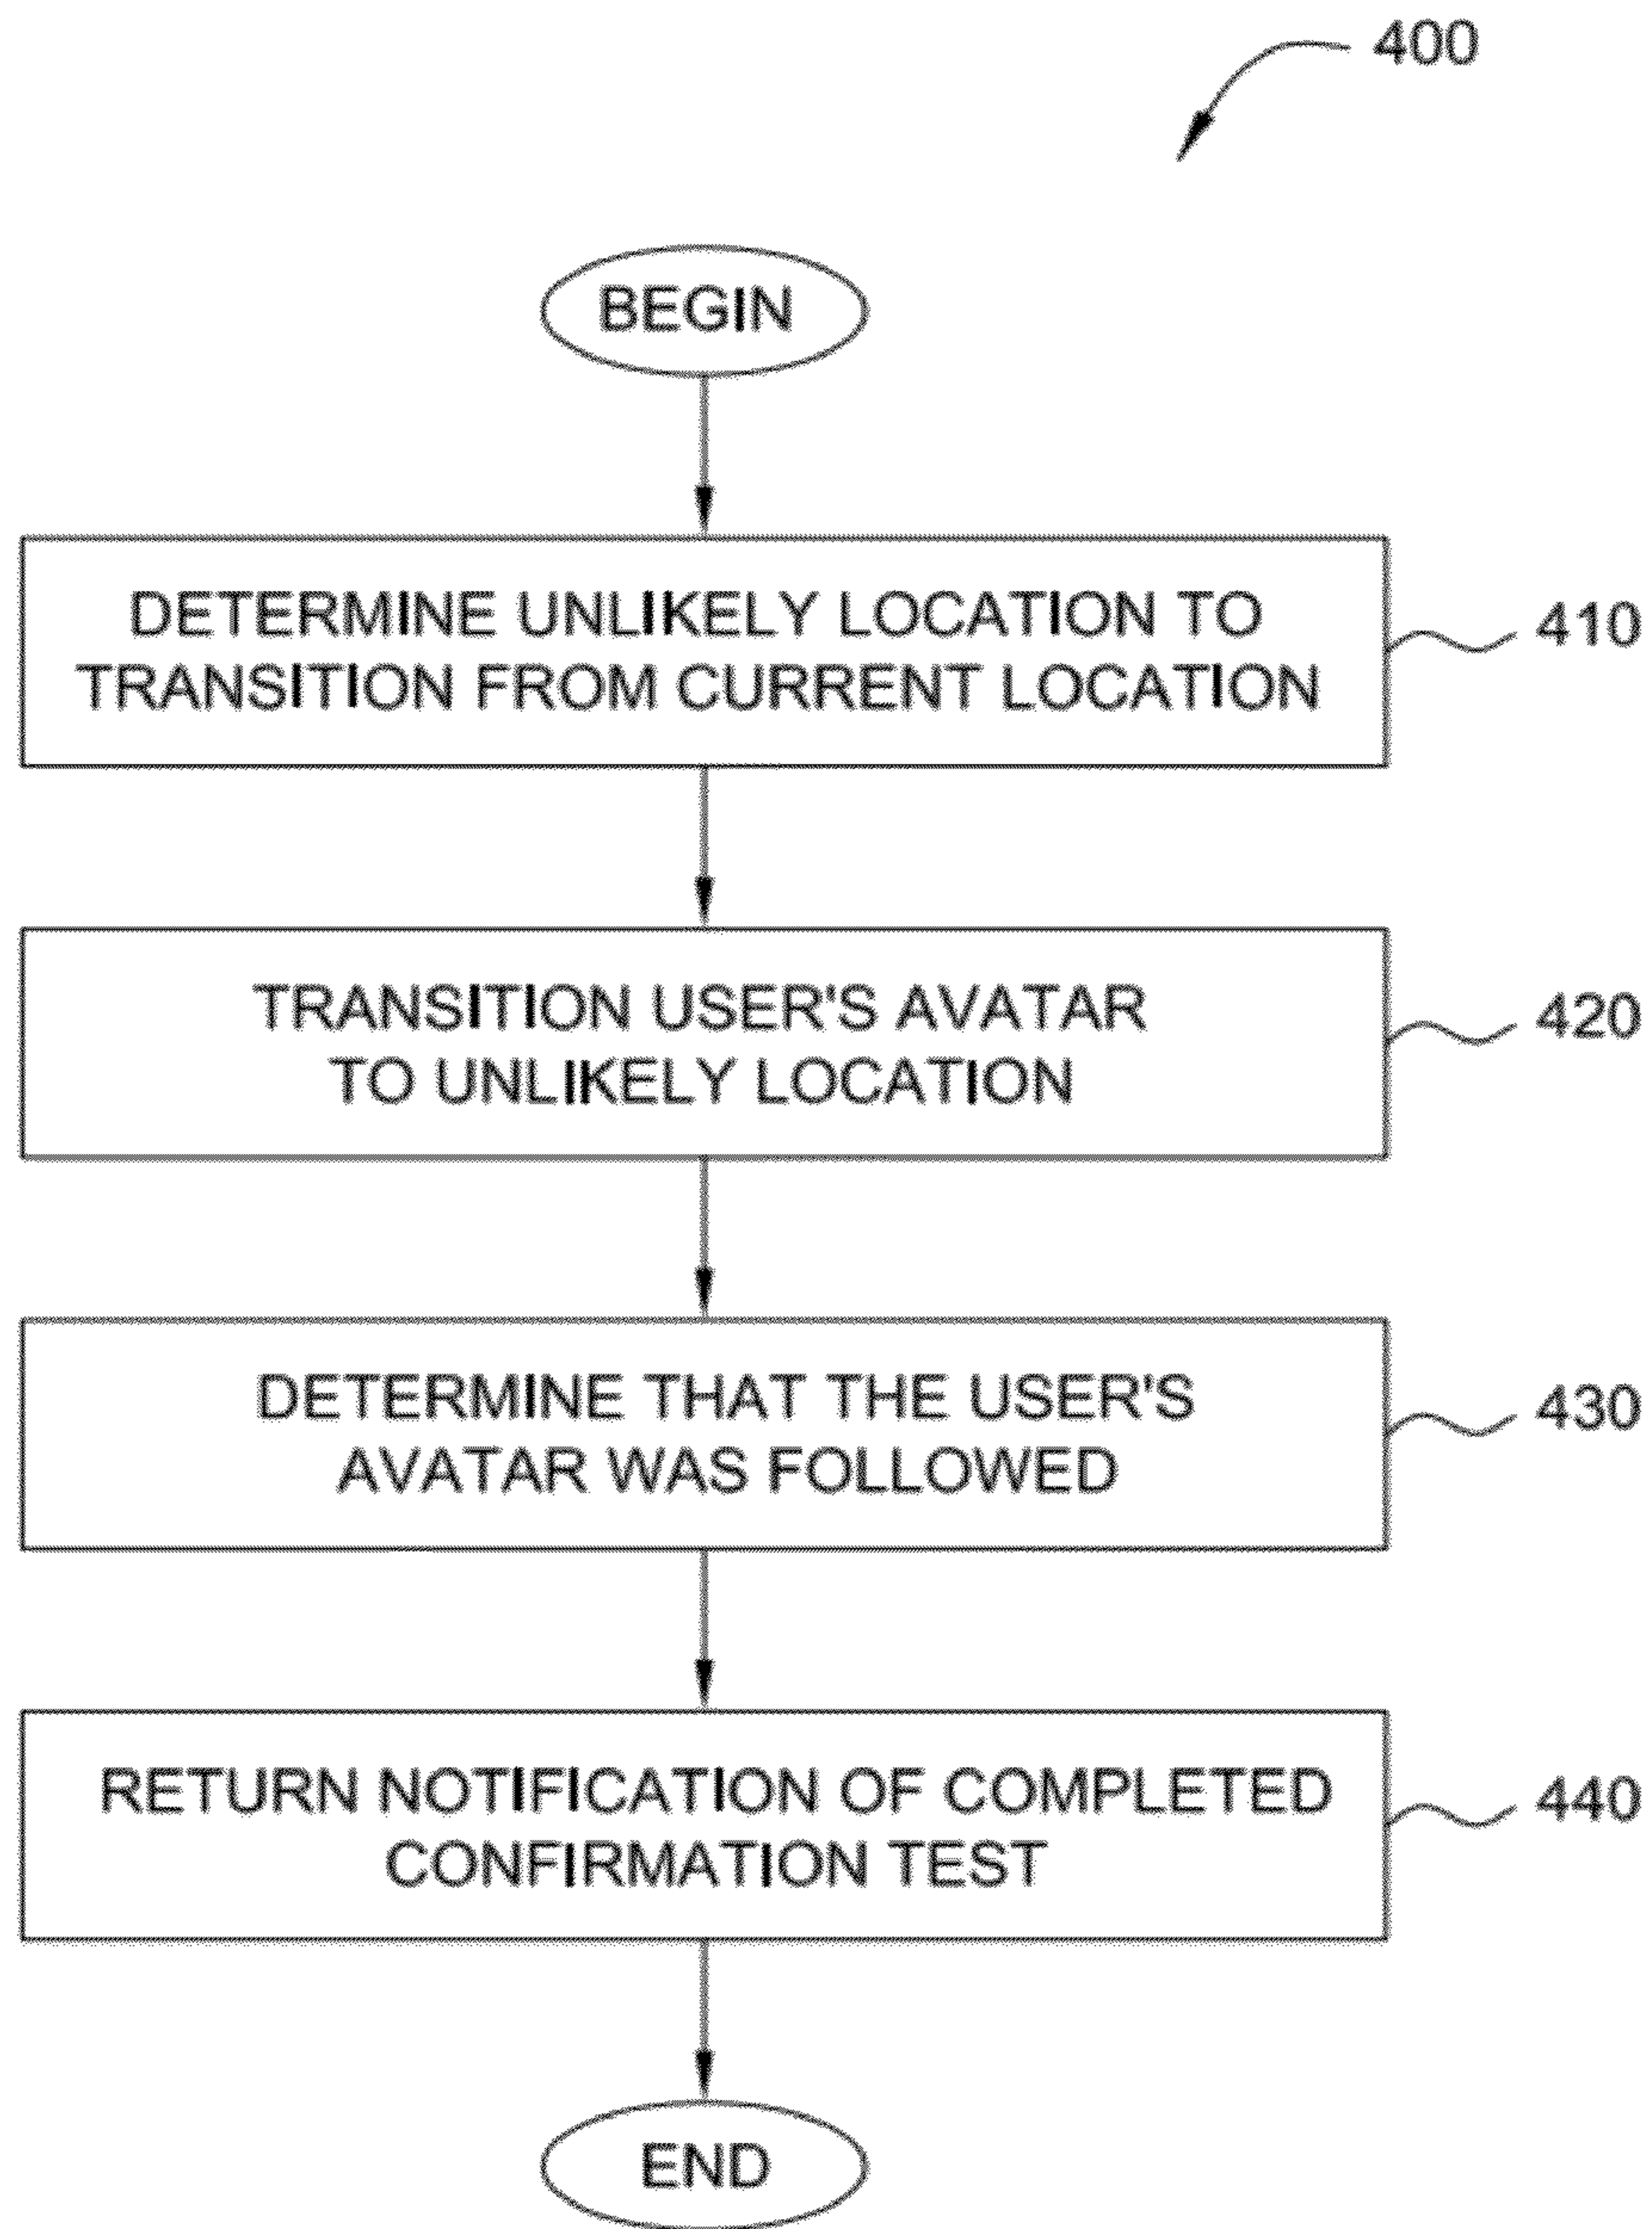 400
BEGIN
DETERMINE UNLIKELY LOCATION TO
TRANSITION FROM CURRENT LOCATION
410
TRANSITION USER'S AVATAR
TO UNLIKELY LOCATION
420
DETERMINE THAT THE USER'S
AVATAR WAS FOLLOWED
430
RETURN NOTIFICATION OF COMPLETED
CONFIRMATION TEST
440
END